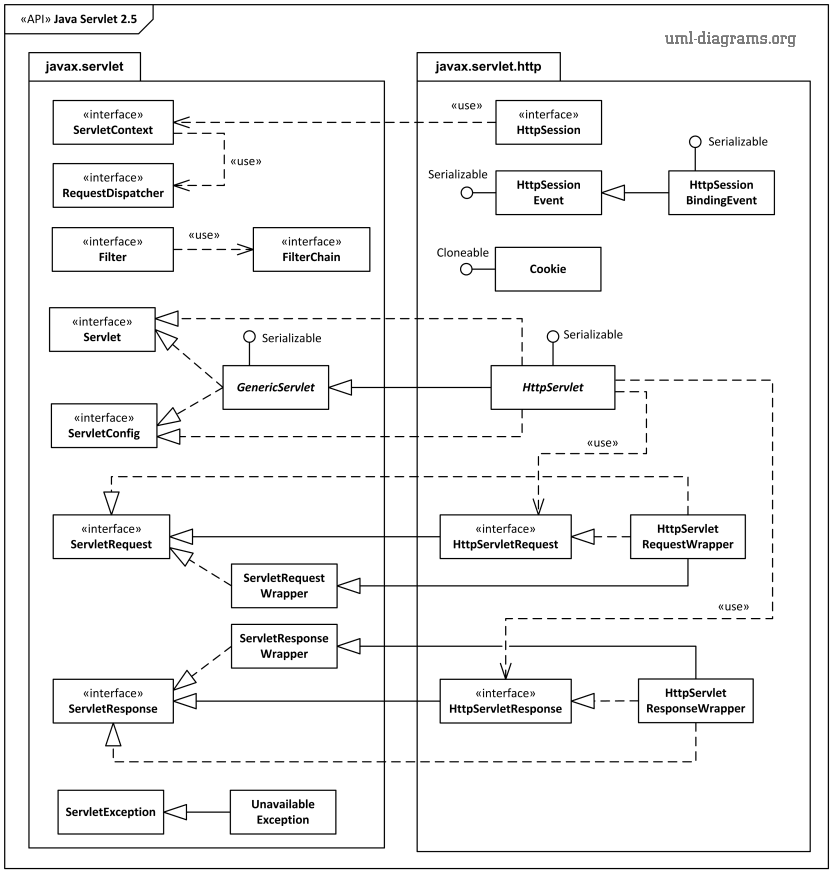 «API» Java Servlet 2.5
uml-diagrams.org
javax.servlet
javax.servlet.http
«interface»
ServletContext
«use»
«interface»
HttpSession
«use»
«interface»
RequestDispatcher
Serializable
Serializable
HttpSession
Event
HttpSession
BindingEvent
«interface»
Filter
«use»
«interface»
FilterChain
Cloneable
Cookie
«interface»
Servlet
Serializable
Serializable
GenericServlet
HttpServlet
«interface»
ServletConfig
«use»
«interface»
ServletRequest
«interface»
HttpServletRequest
HttpServlet
RequestWrapper
ServletRequest
Wrapper
«use»
ServletResponse
Wrapper
«interface»
ServletResponse
«interface»
HttpServletResponse
HttpServlet
ResponseWrapper
ServletException
Unavailable
Exception